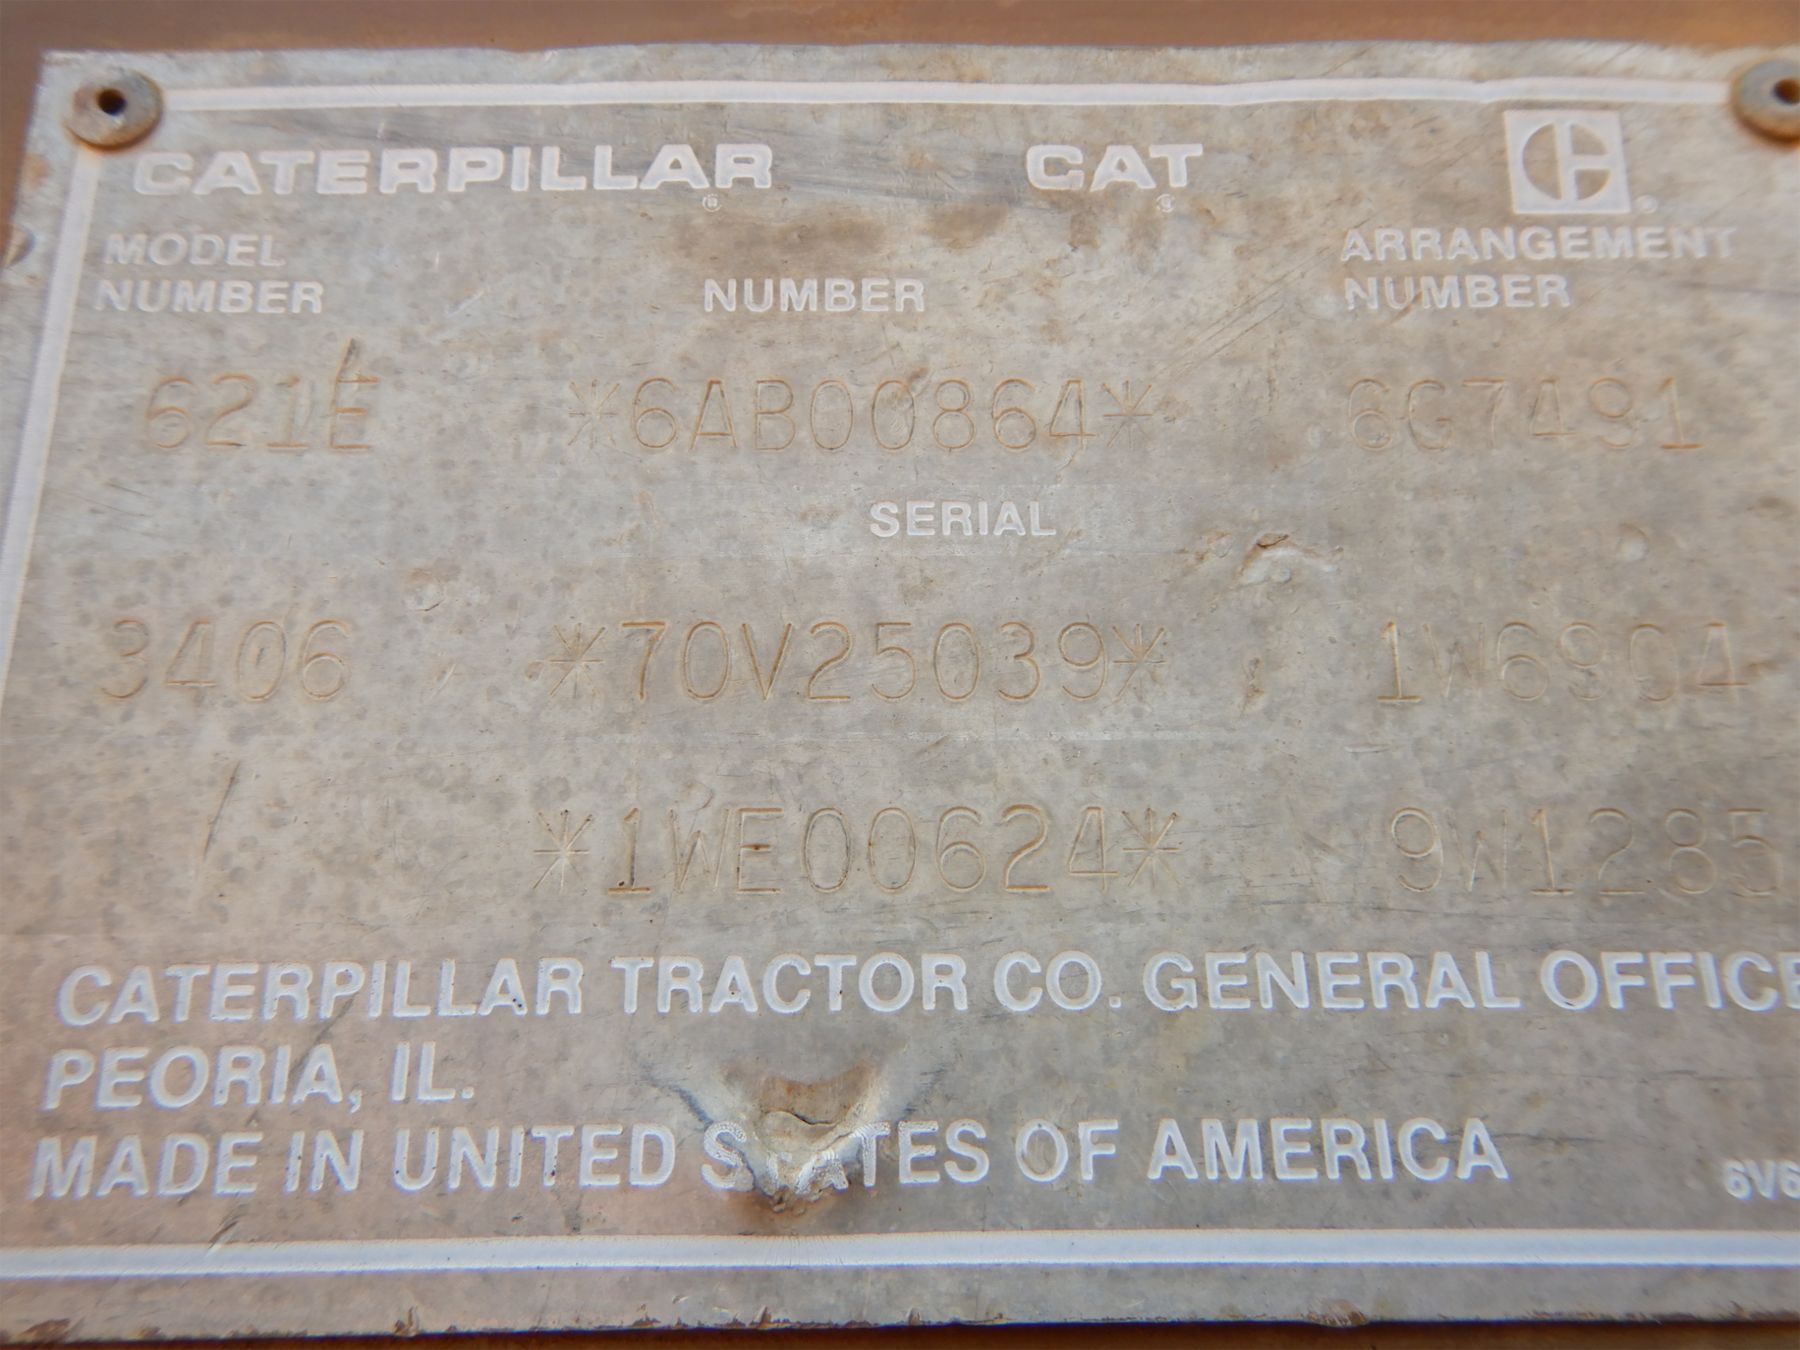 CATERPILLAR® CAT® C®
MODEL NUMBER NUMBER ARRANGEMENT NUMBER
621E *6AB00864* 6G7491
SERIAL
3406 *70V25039* 1W6904
*1WE00624* 9W1285
CATERPILLAR TRACTOR CO. GENERAL OFFICE
PEORIA, IL.
MADE IN UNITED STATES OF AMERICA
6V6